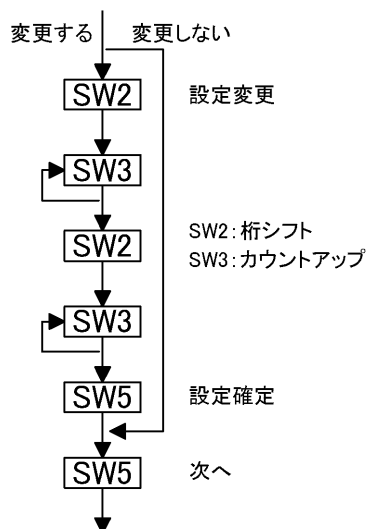 変更する 変更しない
SW2 設定変更
SW3
SW2 SW2：桁シフト
SW3：カウントアップ
SW3
SW5 設定確定
SW5 次へ